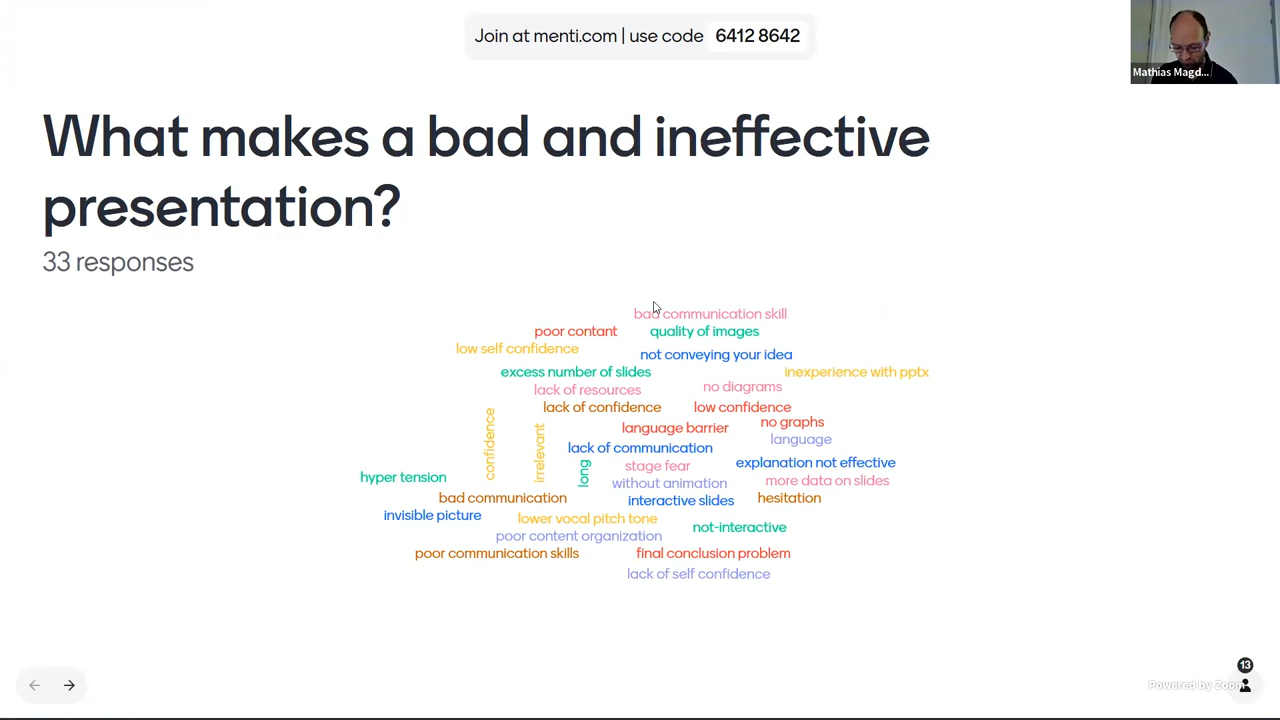 Join at menti.com | use code 6412 8642
Mathias Magd...
What makes a bad and ineffective
presentation?
33 responses
bad communication skill
poor contant
quality of images
low self confidence
not conveying your idea
excess number of slides
inexperience with pptx
lack of resources
no diagrams
lack of confidence
low confidence
no graphs
language barrier
language
confidence
irrelevant
lack of communication
long
stage fear
explanation not effective
hyper tension
without animation
more data on slides
bad communication
interactive slides
hesitation
invisible picture
lower vocal pitch tone
not-interactive
poor content organization
poor communication skills
final conclusion problem
lack of self confidence
13
Powered by Zoom